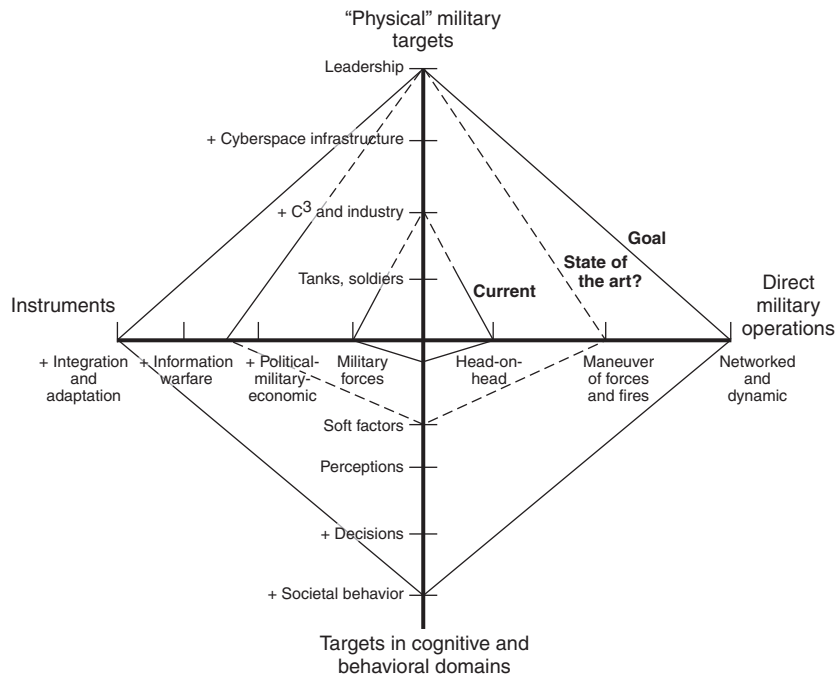 “Physical” military
targets
Leadership
+ Cyberspace infrastructure
+ C³ and industry
Tanks, soldiers
Goal
State of
the art?
Current
Instruments
Direct
military
operations
+ Integration
and
adaptation
+ Information
warfare
+ Political-
military-
economic
Military
forces
Head-on-
head
Maneuver
of forces
and fires
Networked
and
dynamic
Soft factors
Perceptions
+ Decisions
+ Societal behavior
Targets in cognitive and
behavioral domains